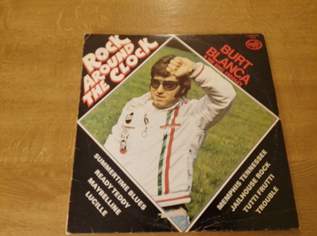 ROCK
AROUND
THE CLOCK
BURT
BLANCA
SUMMERTIME BLUES
READY TEDDY
MAYBELLINE
LUCILLE
MEMPHIS TENNESSEE
JAILHOUSE ROCK
TUTTI FRUTTI
TROUBLE